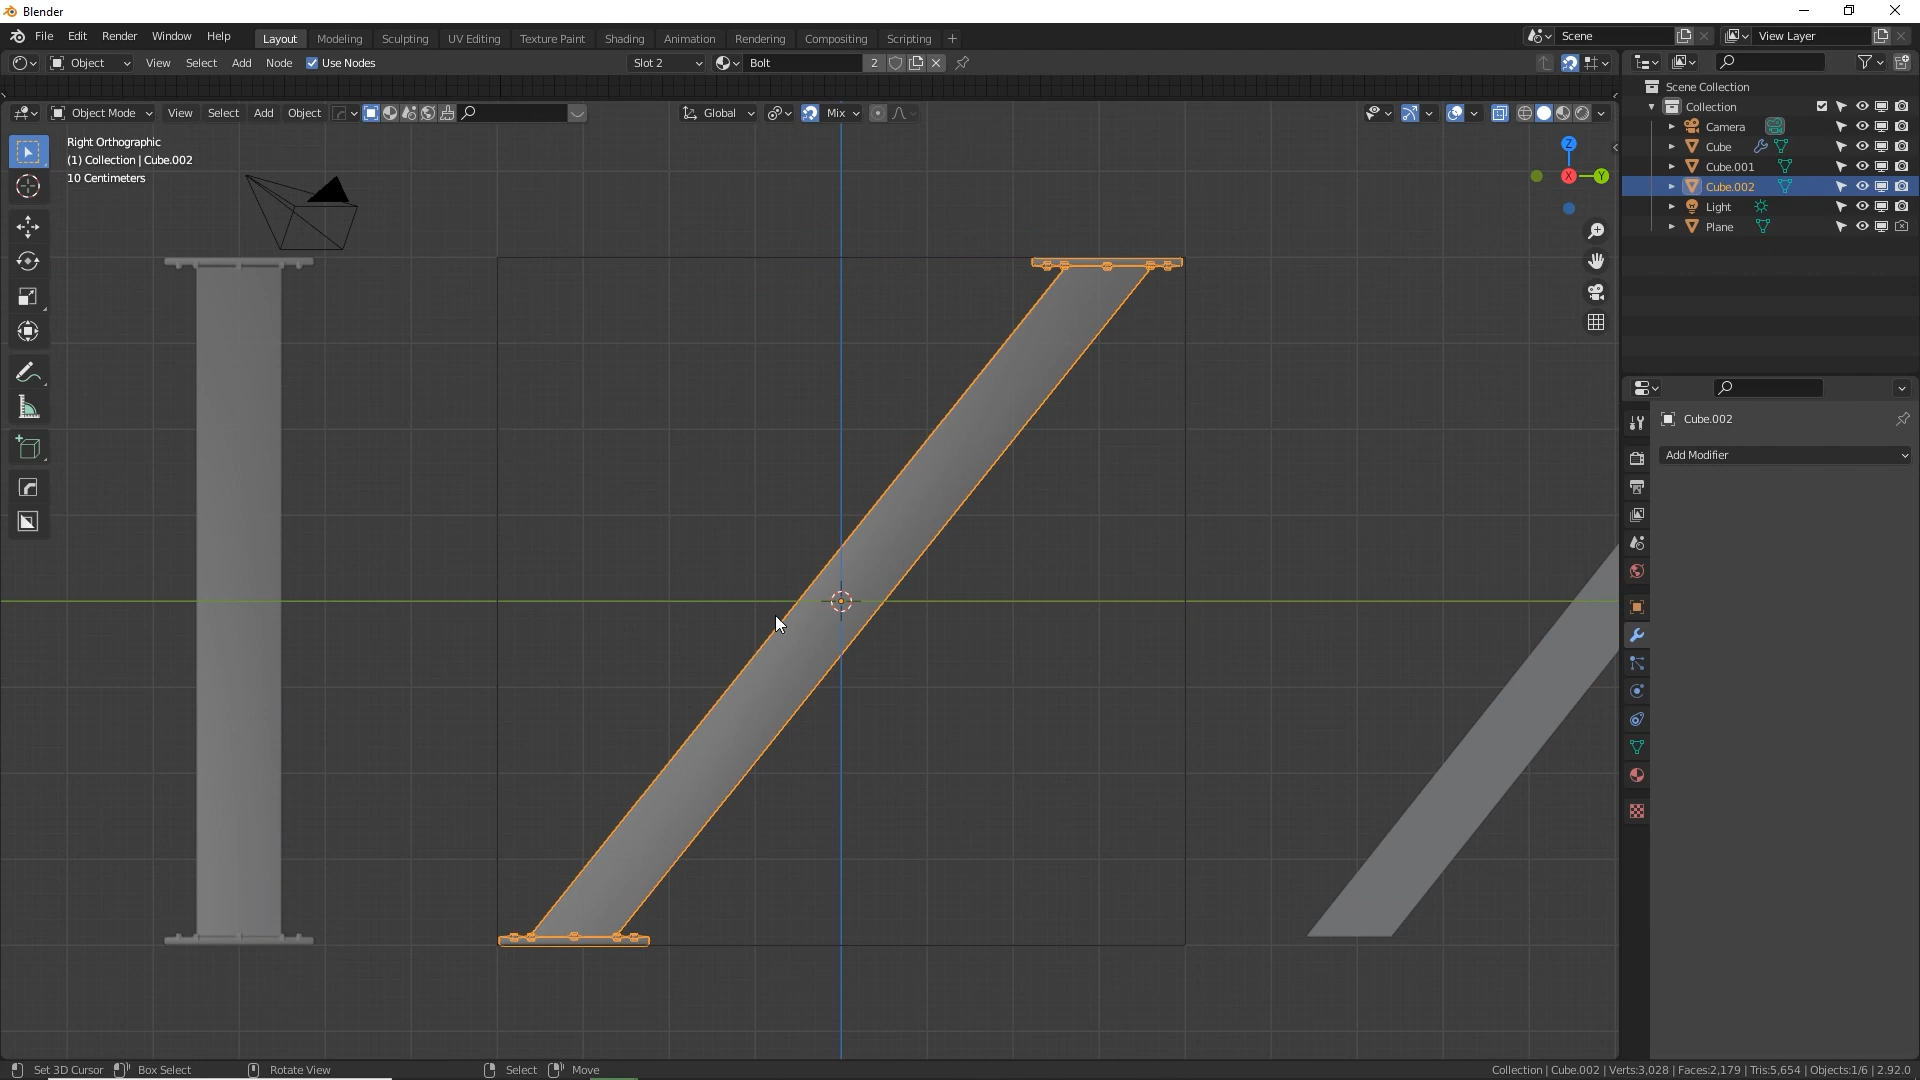 Blender
File Edit Render Window Help Layout Modeling Sculpting UV Editing Texture Paint Shading Animation Rendering Compositing Scripting + Scene View Layer
Object View Select Add Node Use Nodes Slot 2 Bolt 2
Scene Collection
Object Mode View Select Add Object Global Mix
Collection
Camera
Cube
Cube.001
Cube.002
Light
Plane
Right Orthographic
(1) Collection | Cube.002
10 Centimeters
Z
X
Y
Cube.002
Add Modifier
Set 3D Cursor Box Select Rotate View Select Move Collection | Cube.002 | Verts:3,028 | Faces:2,179 | Tris:5,654 | Objects:1/6 | 2.92.0